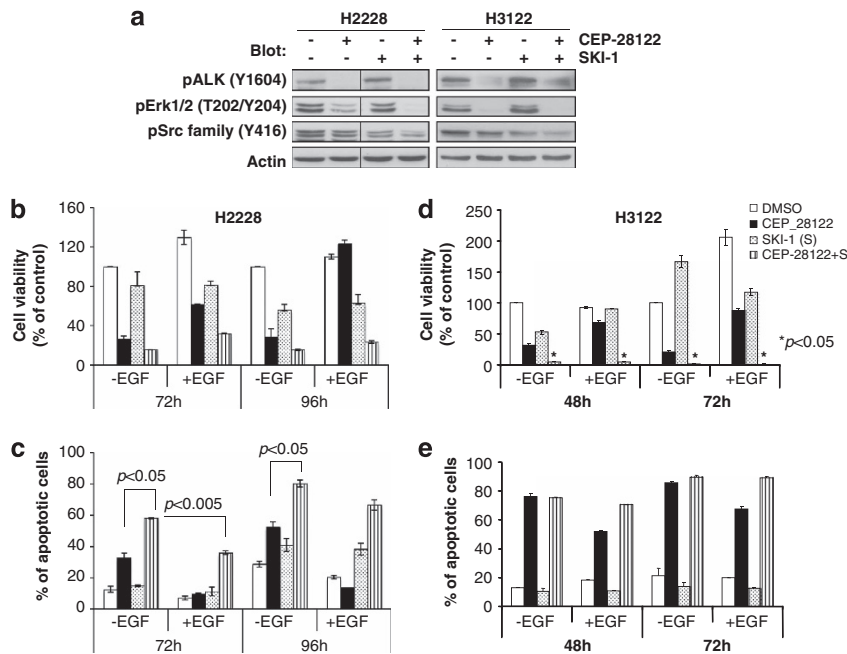 a
H2228 H3122
- + - + - + - + CEP-28122
Blot: - - + + - - + + SKI-1
pALK (Y1604)
pErk1/2 (T202/Y204)
pSrc family (Y416)
Actin
b
H2228
Cell viability
(% of control)
160
120
80
40
0
-EGF +EGF -EGF +EGF
72h 96h
d
H3122
Cell viability
(% of control)
250
200
150
100
50
0
* * * *
-EGF +EGF -EGF +EGF
48h 72h
DMSO
CEP_28122
SKI-1 (S)
CEP-28122+S
*p<0.05
c
% of apoptotic cells
100
80
60
40
20
0
p<0.05
p<0.005
p<0.05
-EGF +EGF -EGF +EGF
72h 96h
e
% of apoptotic cells
100
80
60
40
20
0
-EGF +EGF -EGF +EGF
48h 72h